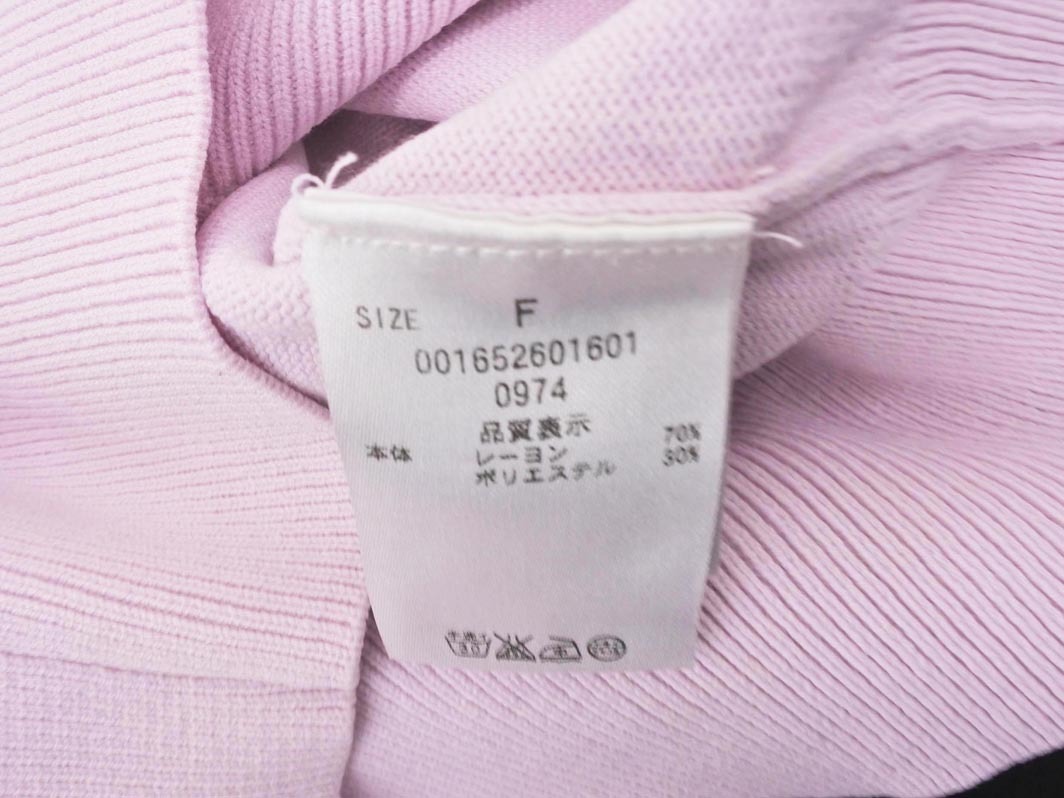 SIZE F
001652601601
0974
品質表示
本体 レーヨン 70%
ポリエステル 30%